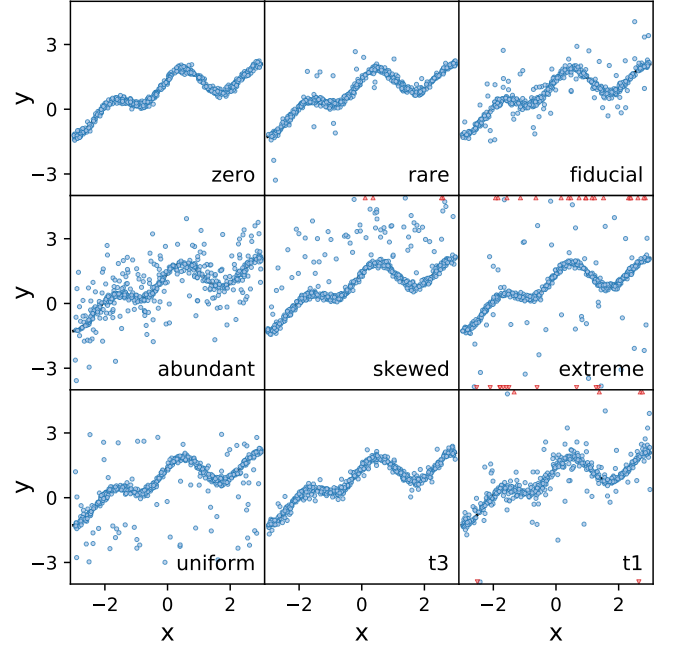 3
0
−3
y
zero
rare
fiducial
3
0
−3
y
abundant
skewed
extreme
3
0
−3
y
uniform
t3
t1
−2 0 2 −2 0 2 −2 0 2
x x x